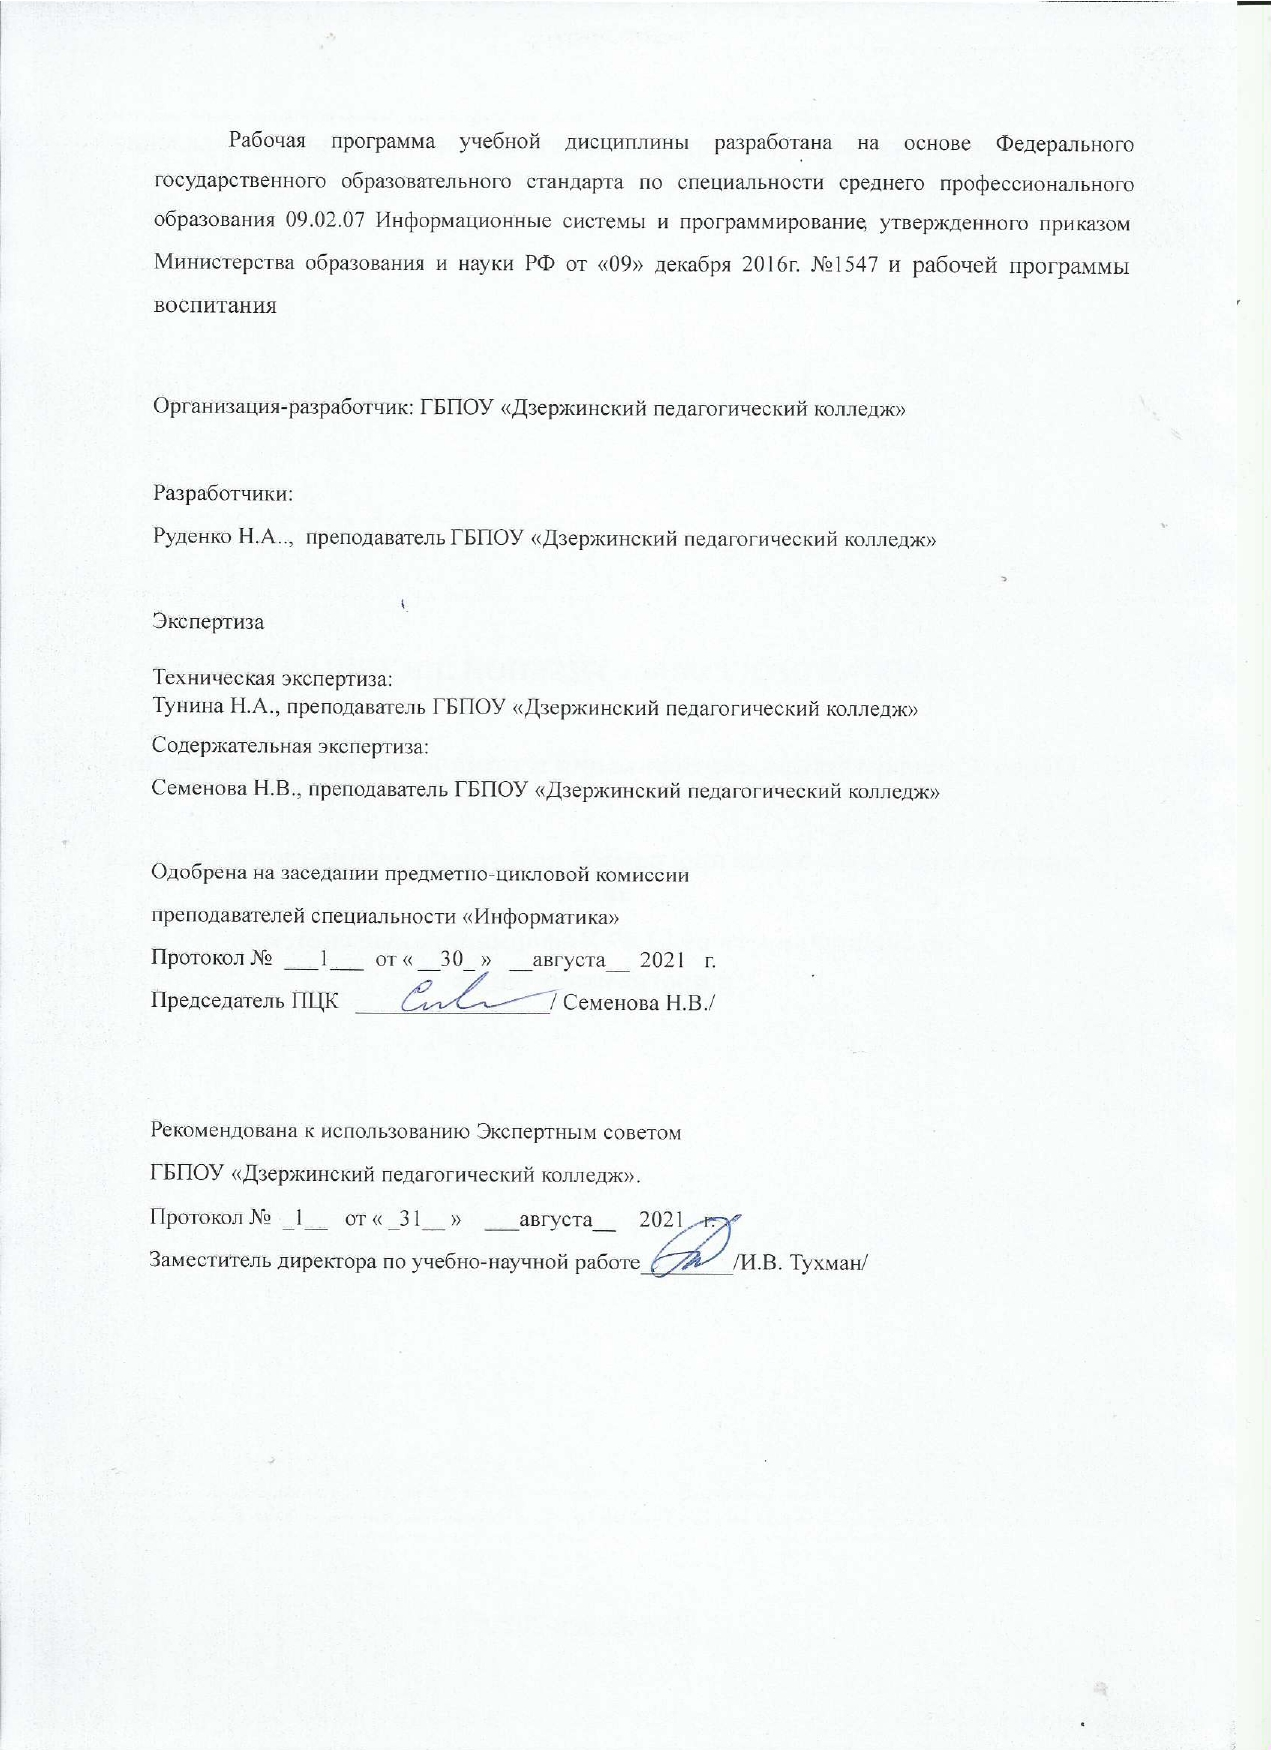 Рабочая программа учебной дисциплины разработана на основе Федерального
государственного образовательного стандарта по специальности среднего профессионального
образования 09.02.07 Информационные системы и программирование, утвержденного приказом
Министерства образования и науки РФ от «09» декабря 2016г. №1547 и рабочей программы
воспитания
Организация-разработчик: ГБПОУ «Дзержинский педагогический колледж»
Разработчики:
Руденко Н.А.., преподаватель ГБПОУ «Дзержинский педагогический колледж»
Экспертиза
Техническая экспертиза:
Тунина Н.А., преподаватель ГБПОУ «Дзержинский педагогический колледж»
Содержательная экспертиза:
Семенова Н.В., преподаватель ГБПОУ «Дзержинский педагогический колледж»
Одобрена на заседании предметно-цикловой комиссии
преподавателей специальности «Информатика»
Протокол № ___1___ от « __30_ » __августа__ 2021 г.
Председатель ПЦК _________________/ Семенова Н.В./
Рекомендована к использованию Экспертным советом
ГБПОУ «Дзержинский педагогический колледж».
Протокол № _1__ от « _31__ » ___августа__ 2021 г.
Заместитель директора по учебно-научной работе________/И.В. Тухман/